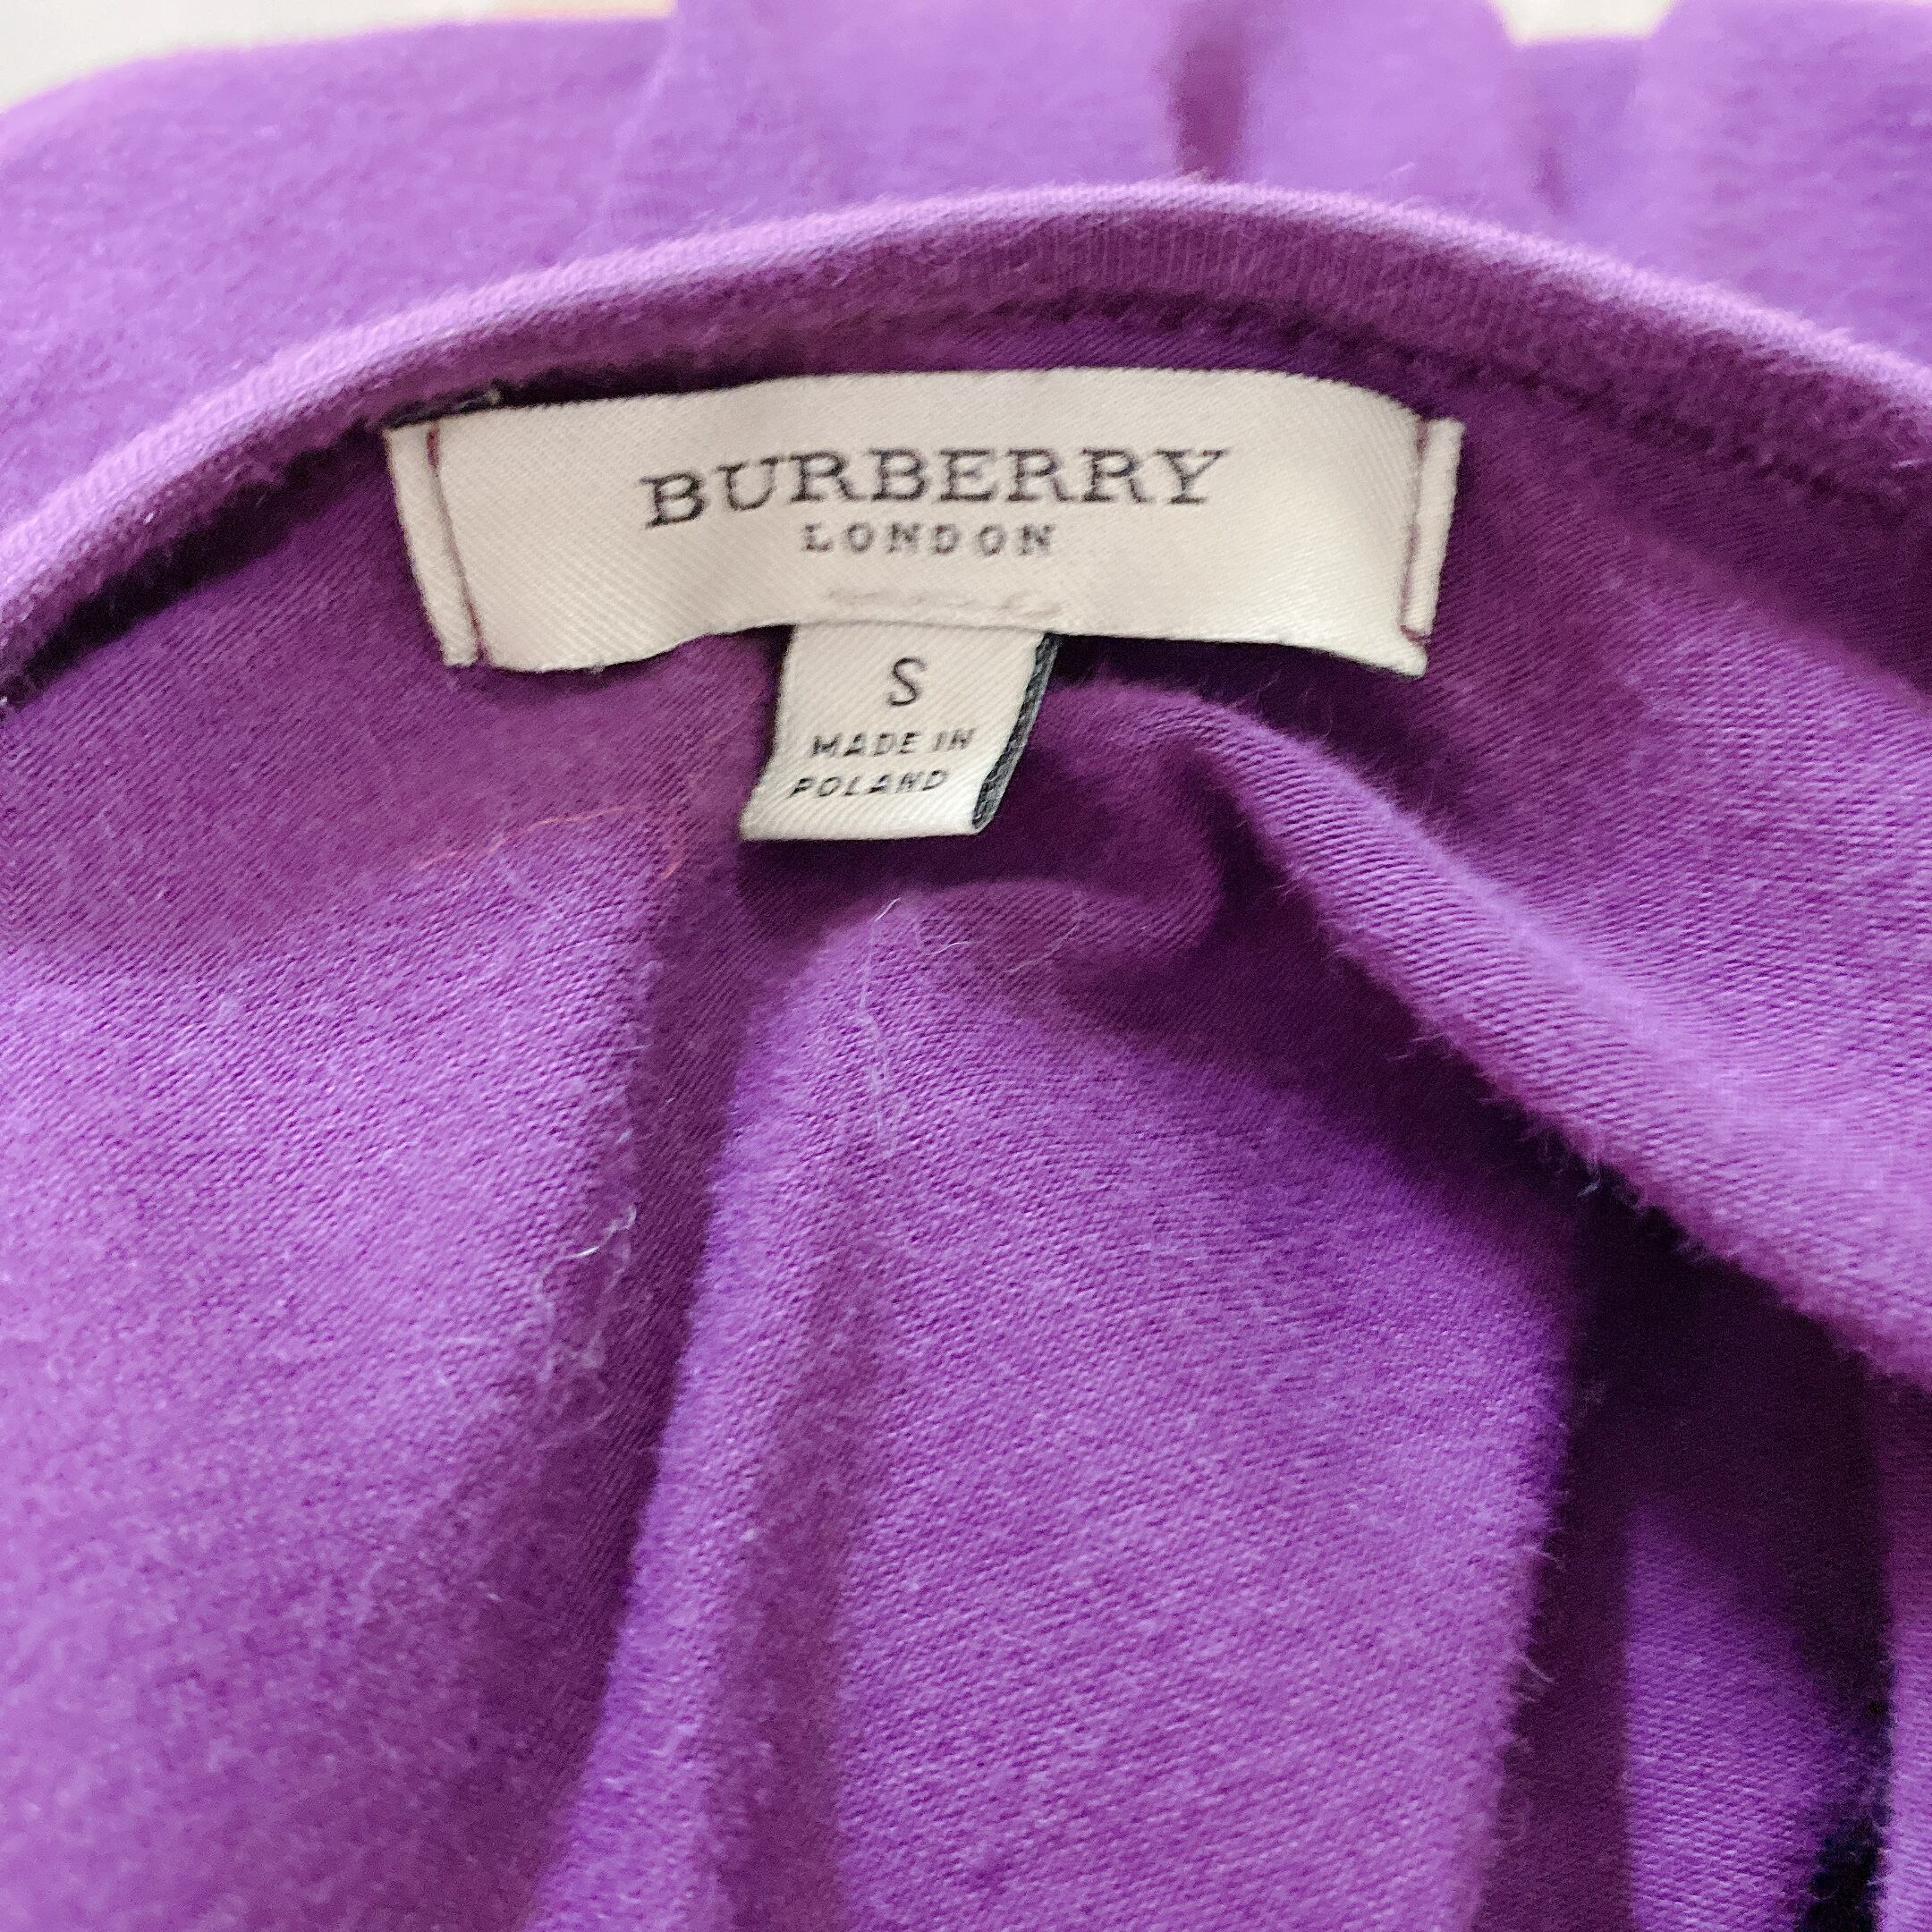 BURBERRY
LONDON
S
MADE IN
POLAND